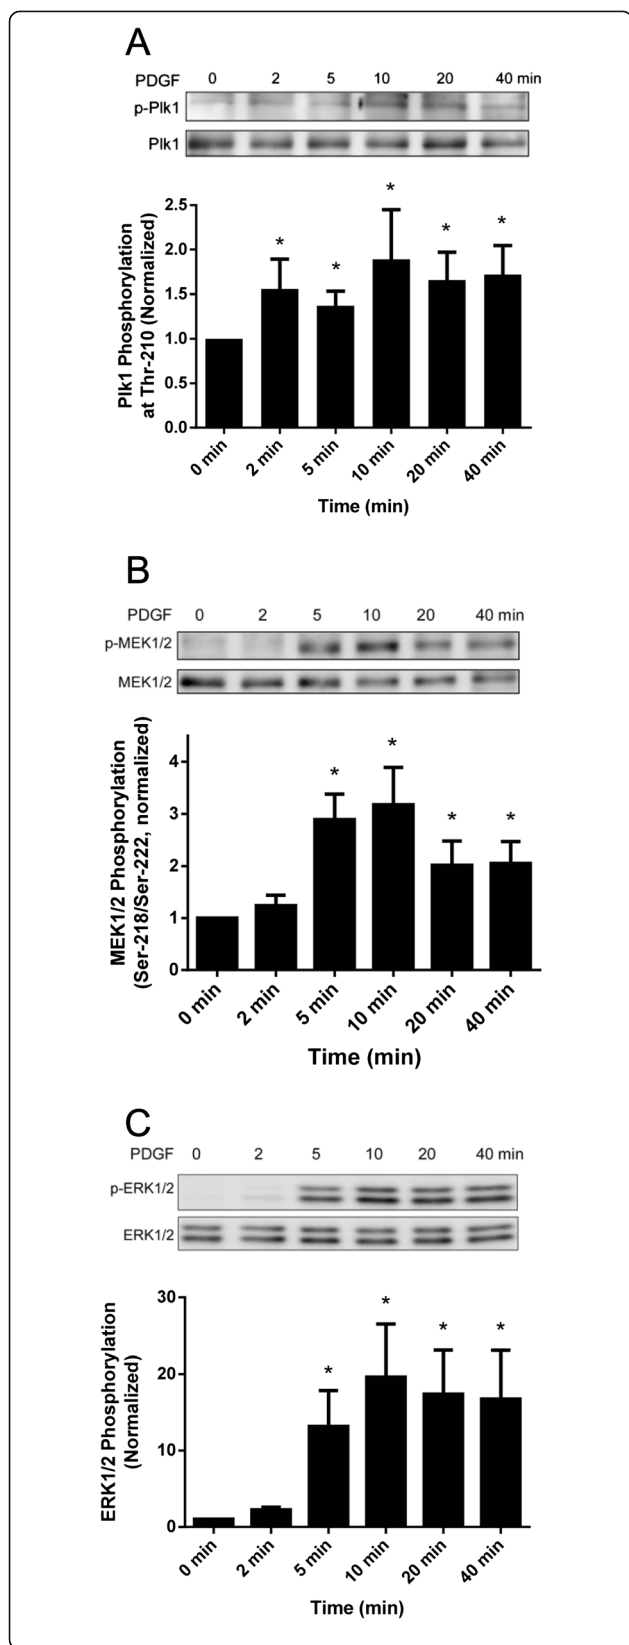 A
PDGF 0 2 5 10 20 40 min
p-Plk1
Plk1
Plk1 Phosphorylation
at Thr-210 (Normalized)
2.5
2.0
1.5
1.0
0.5
0.0
* * * * *
0 min 2 min 5 min 10 min 20 min 40 min
Time (min)
B
PDGF 0 2 5 10 20 40 min
p-MEK1/2
MEK1/2
MEK1/2 Phosphorylation
(Ser-218/Ser-222, normalized)
4
3
2
1
0
* * * *
0 min 2 min 5 min 10 min 20 min 40 min
Time (min)
C
PDGF 0 2 5 10 20 40 min
p-ERK1/2
ERK1/2
ERK1/2 Phosphorylation
(Normalized)
30
20
10
0
* * * *
0 min 2 min 5 min 10 min 20 min 40 min
Time (min)